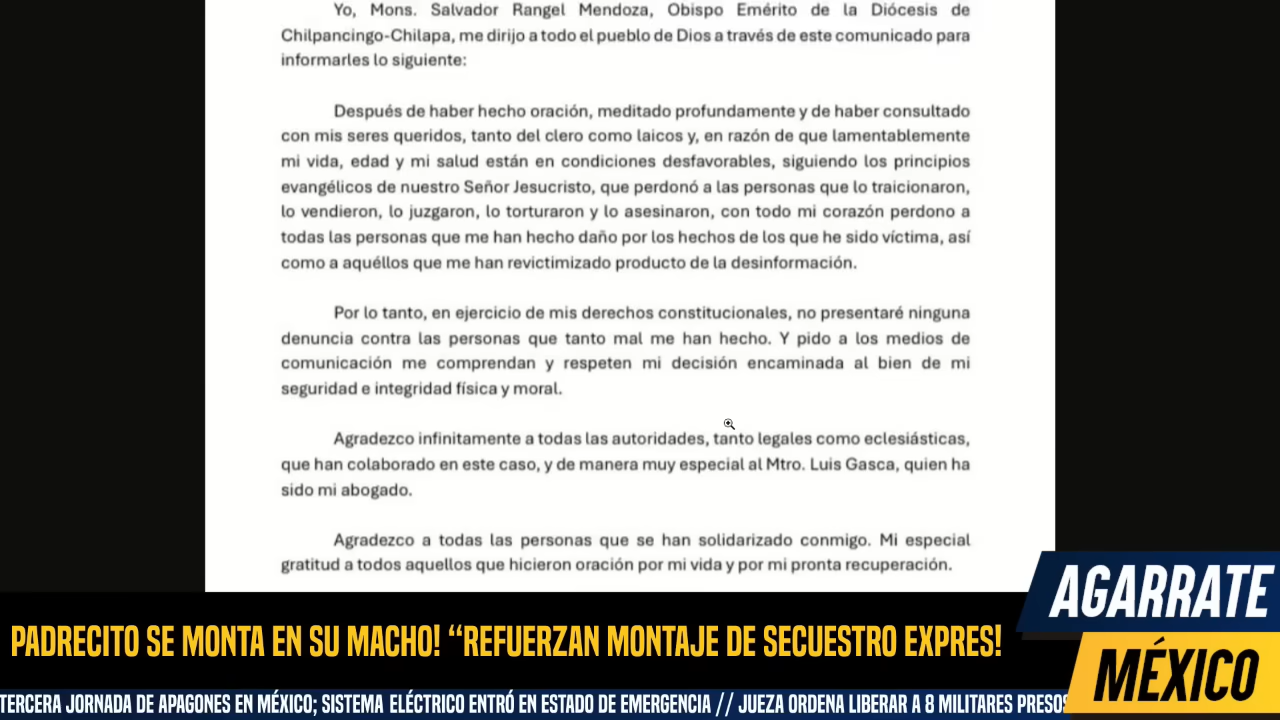 Yo, Mons. Salvador Rangel Mendoza, Obispo Emérito de la Diócesis de
Chilpancingo-Chilapa, me dirijo a todo el pueblo de Dios a través de este comunicado para
informarles lo siguiente:
Después de haber hecho oración, meditado profundamente y de haber consultado
con mis seres queridos, tanto del clero como laicos y, en razón de que lamentablemente
mi vida, edad y mi salud están en condiciones desfavorables, siguiendo los principios
evangélicos de nuestro Señor Jesucristo, que perdonó a las personas que lo traicionaron,
lo vendieron, lo juzgaron, lo torturaron y lo asesinaron, con todo mi corazón perdono a
todas las personas que me han hecho daño por los hechos de los que he sido víctima, así
como a aquéllos que me han revictimizado producto de la desinformación.
Por lo tanto, en ejercicio de mis derechos constitucionales, no presentaré ninguna
denuncia contra las personas que tanto mal me han hecho. Y pido a los medios de
comunicación me comprendan y respeten mi decisión encaminada al bien de mi
seguridad e integridad física y moral.
Agradezco infinitamente a todas las autoridades, tanto legales como eclesiásticas,
que han colaborado en este caso, y de manera muy especial al Mtro. Luis Gasca, quien ha
sido mi abogado.
Agradezco a todas las personas que se han solidarizado conmigo. Mi especial
gratitud a todos aquellos que hicieron oración por mi vida y por mi pronta recuperación.
AGARRATE
MÉXICO
PADRECITO SE MONTA EN SU MACHO! “REFUERZAN MONTAJE DE SECUESTRO EXPRES!
TERCERA JORNADA DE APAGONES EN MÉXICO; SISTEMA ELÉCTRICO ENTRÓ EN ESTADO DE EMERGENCIA // JUEZA ORDENA LIBERAR A 8 MILITARES PRESOS